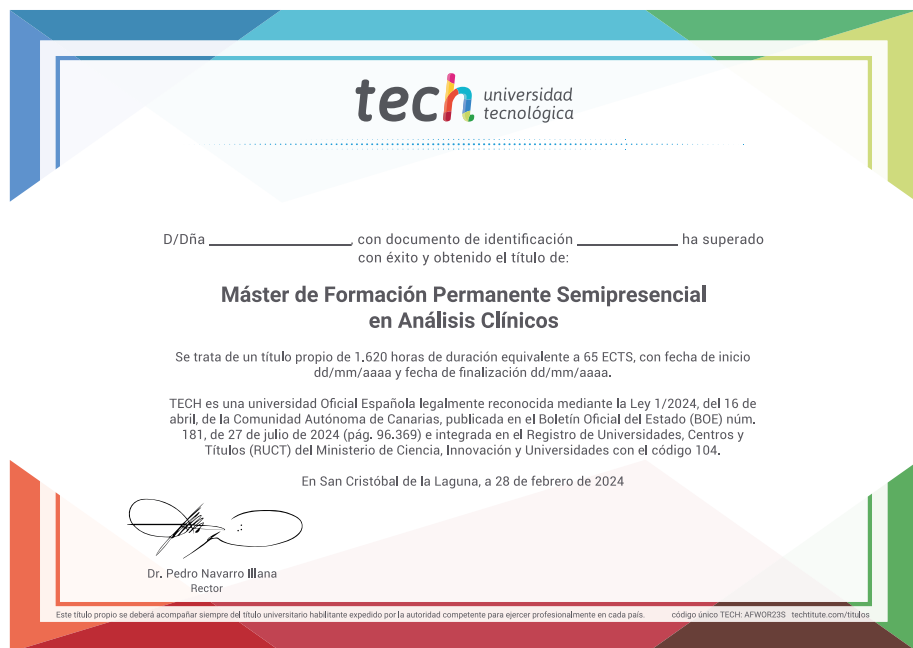 tech universidad
tecnológica
D/Dña ______________, con documento de identificación __________ ha superado
con éxito y obtenido el título de:
Máster de Formación Permanente Semipresencial
en Análisis Clínicos
Se trata de un título propio de 1.620 horas de duración equivalente a 65 ECTS, con fecha de inicio
dd/mm/aaaa y fecha de finalización dd/mm/aaaa.
TECH es una universidad Oficial Española legalmente reconocida mediante la Ley 1/2024, del 16 de
abril, de la Comunidad Autónoma de Canarias, publicada en el Boletín Oficial del Estado (BOE) núm.
181, de 27 de julio de 2024 (pág. 96.369) e integrada en el Registro de Universidades, Centros y
Títulos (RUCT) del Ministerio de Ciencia, Innovación y Universidades con el código 104.
En San Cristóbal de la Laguna, a 28 de febrero de 2024
Dr. Pedro Navarro Illana
Rector
Este título propio se deberá acompañar siempre del título universitario habilitante expedido por la autoridad competente para ejercer profesionalmente en cada país. código único TECH: AFWOR23S techtitute.com/titulos